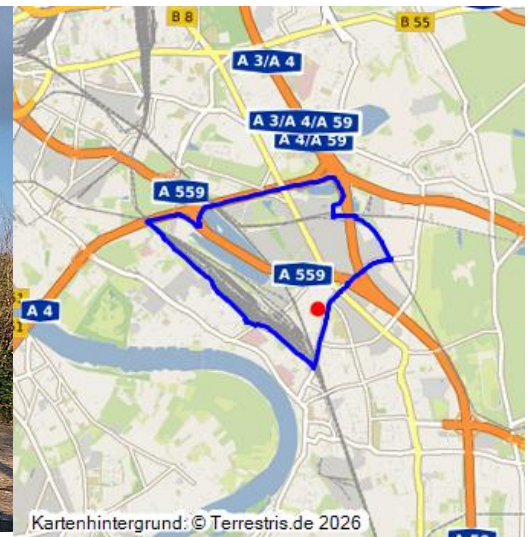 B 8
B 55
A 3/A 4
A 3/A 4/A 59
A 4/A 59
A 559
A 559
A 4
Kartenhintergrund: © Terrestris.de 2026